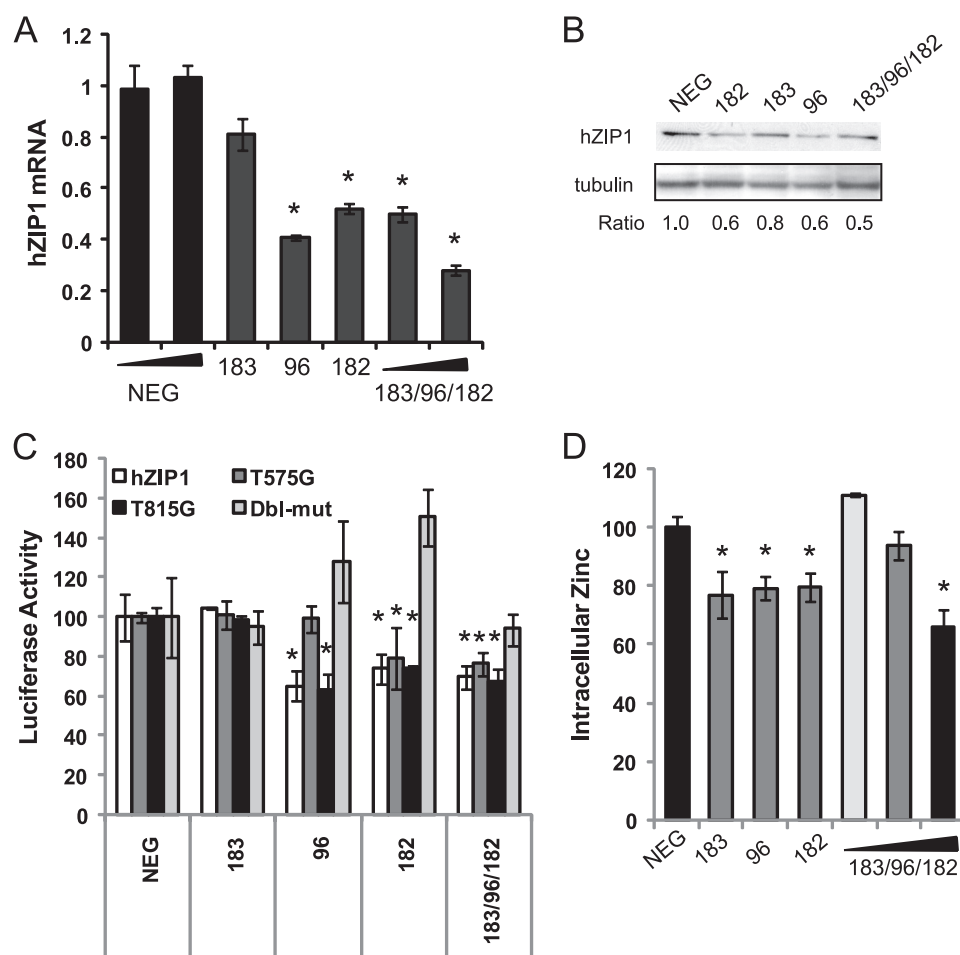 A
1.2
1
0.8
0.6
0.4
0.2
0
hZIP1 mRNA
* * * *
183 96 182
NEG 183/96/182
B
NEG 182 183 96 183/96/182
hZIP1
tubulin
Ratio 1.0 0.6 0.8 0.6 0.5
C
180
160
140
120
100
80
60
40
20
0
Luciferase Activity
hZIP1 T575G
T815G Dbl-mut
* * * * * ***
NEG 183 96 182 183/96/182
D
120
100
80
60
40
20
0
Intracellular Zinc
* * * *
NEG 183 96 182 183/96/182